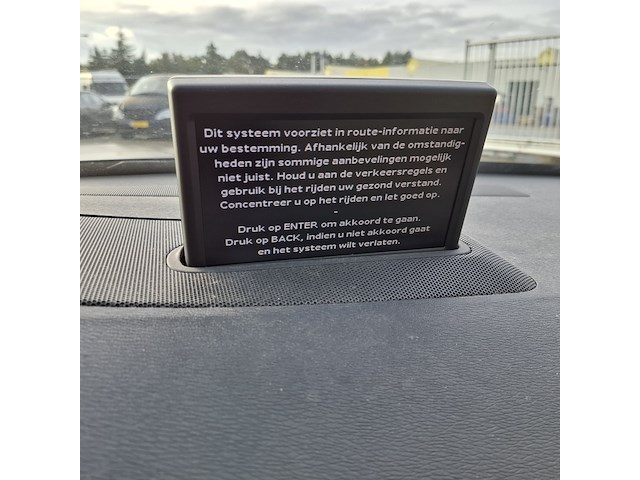 Dit systeem voorziet in route-informatie naar
uw bestemming. Afhankelijk van de omstandig-
heden zijn sommige aanbevelingen mogelijk
niet juist. Houd u aan de verkeersregels en
gebruik bij het rijden uw gezond verstand.
Concentreer u op het rijden en let goed op.
-
Druk op ENTER om akkoord te gaan.
Druk op BACK, indien u niet akkoord gaat
en het systeem wilt verlaten.